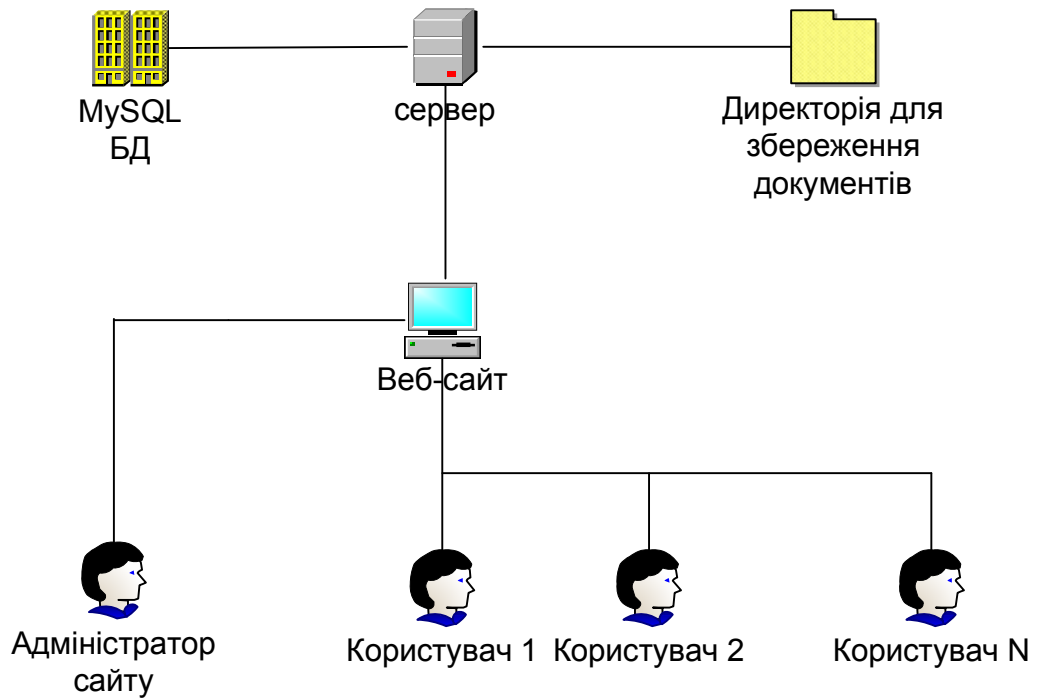 MySQL
БД
сервер
Директорія для
збереження
документів
Веб-сайт
Адміністратор
сайту
Користувач 1
Користувач 2
Користувач N